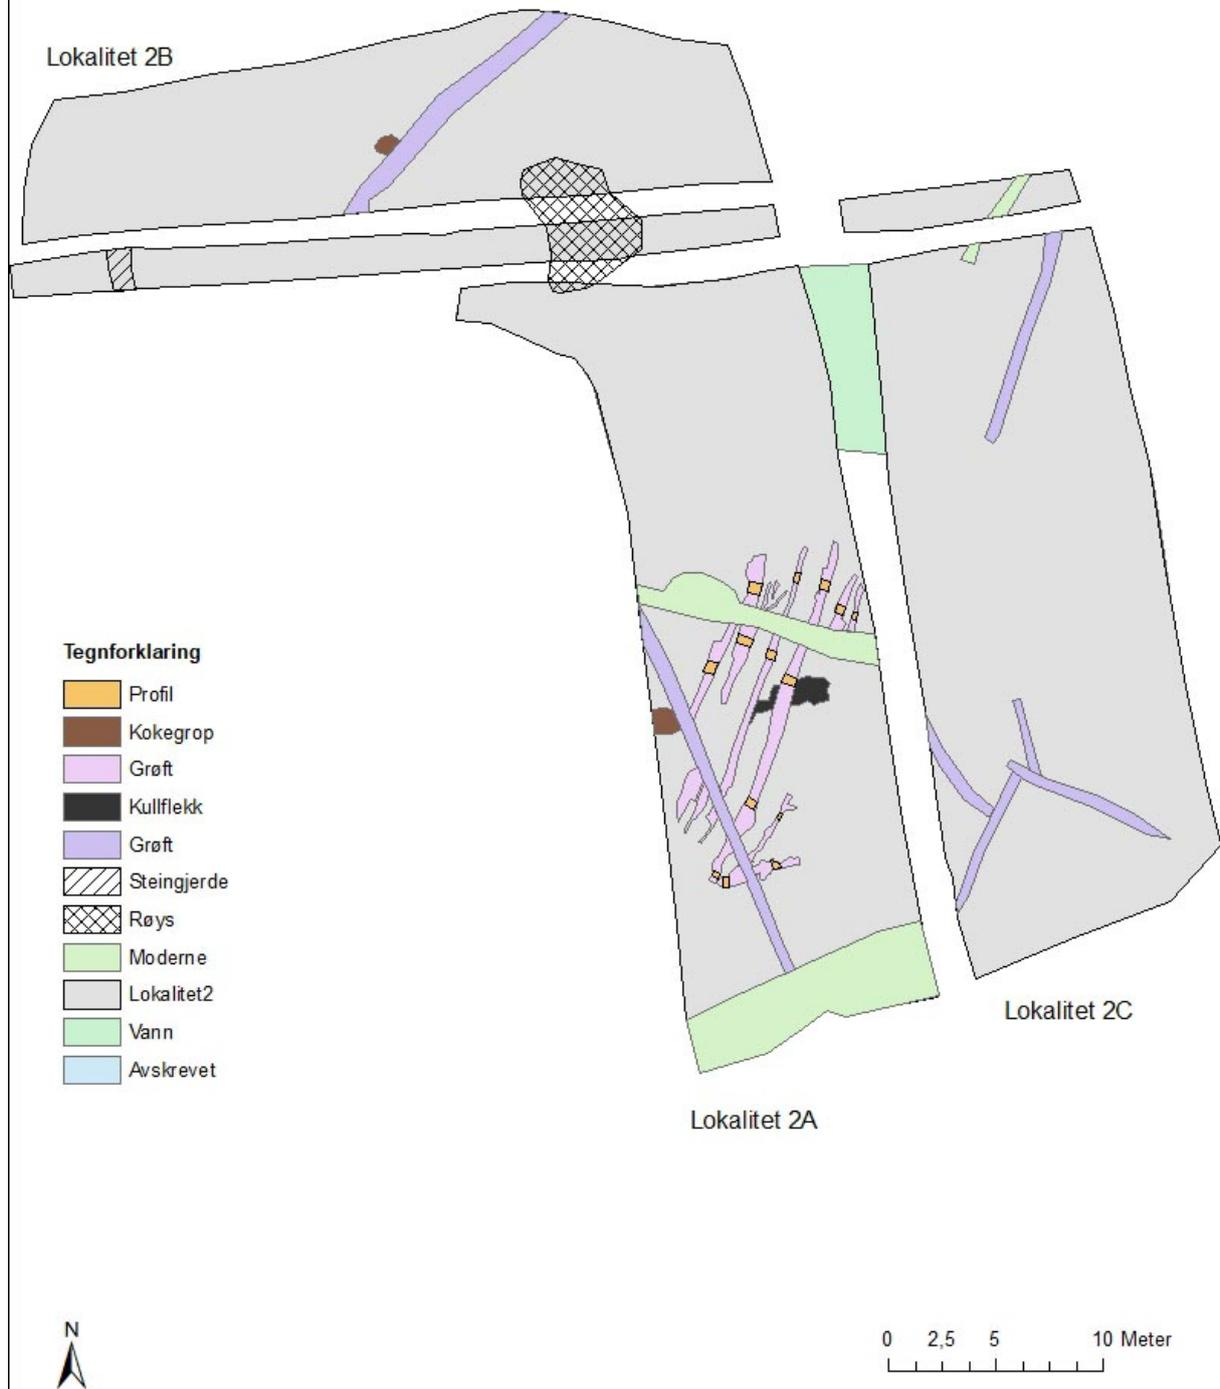 Lokalitet 2B
Tegnforklaring
Profil
Kokegrop
Grøft
Kullflekk
Grøft
Steingjerde
Røys
Moderne
Lokalitet2
Vann
Avskrevet
Lokalitet 2C
Lokalitet 2A
N
0 2,5 5 10 Meter